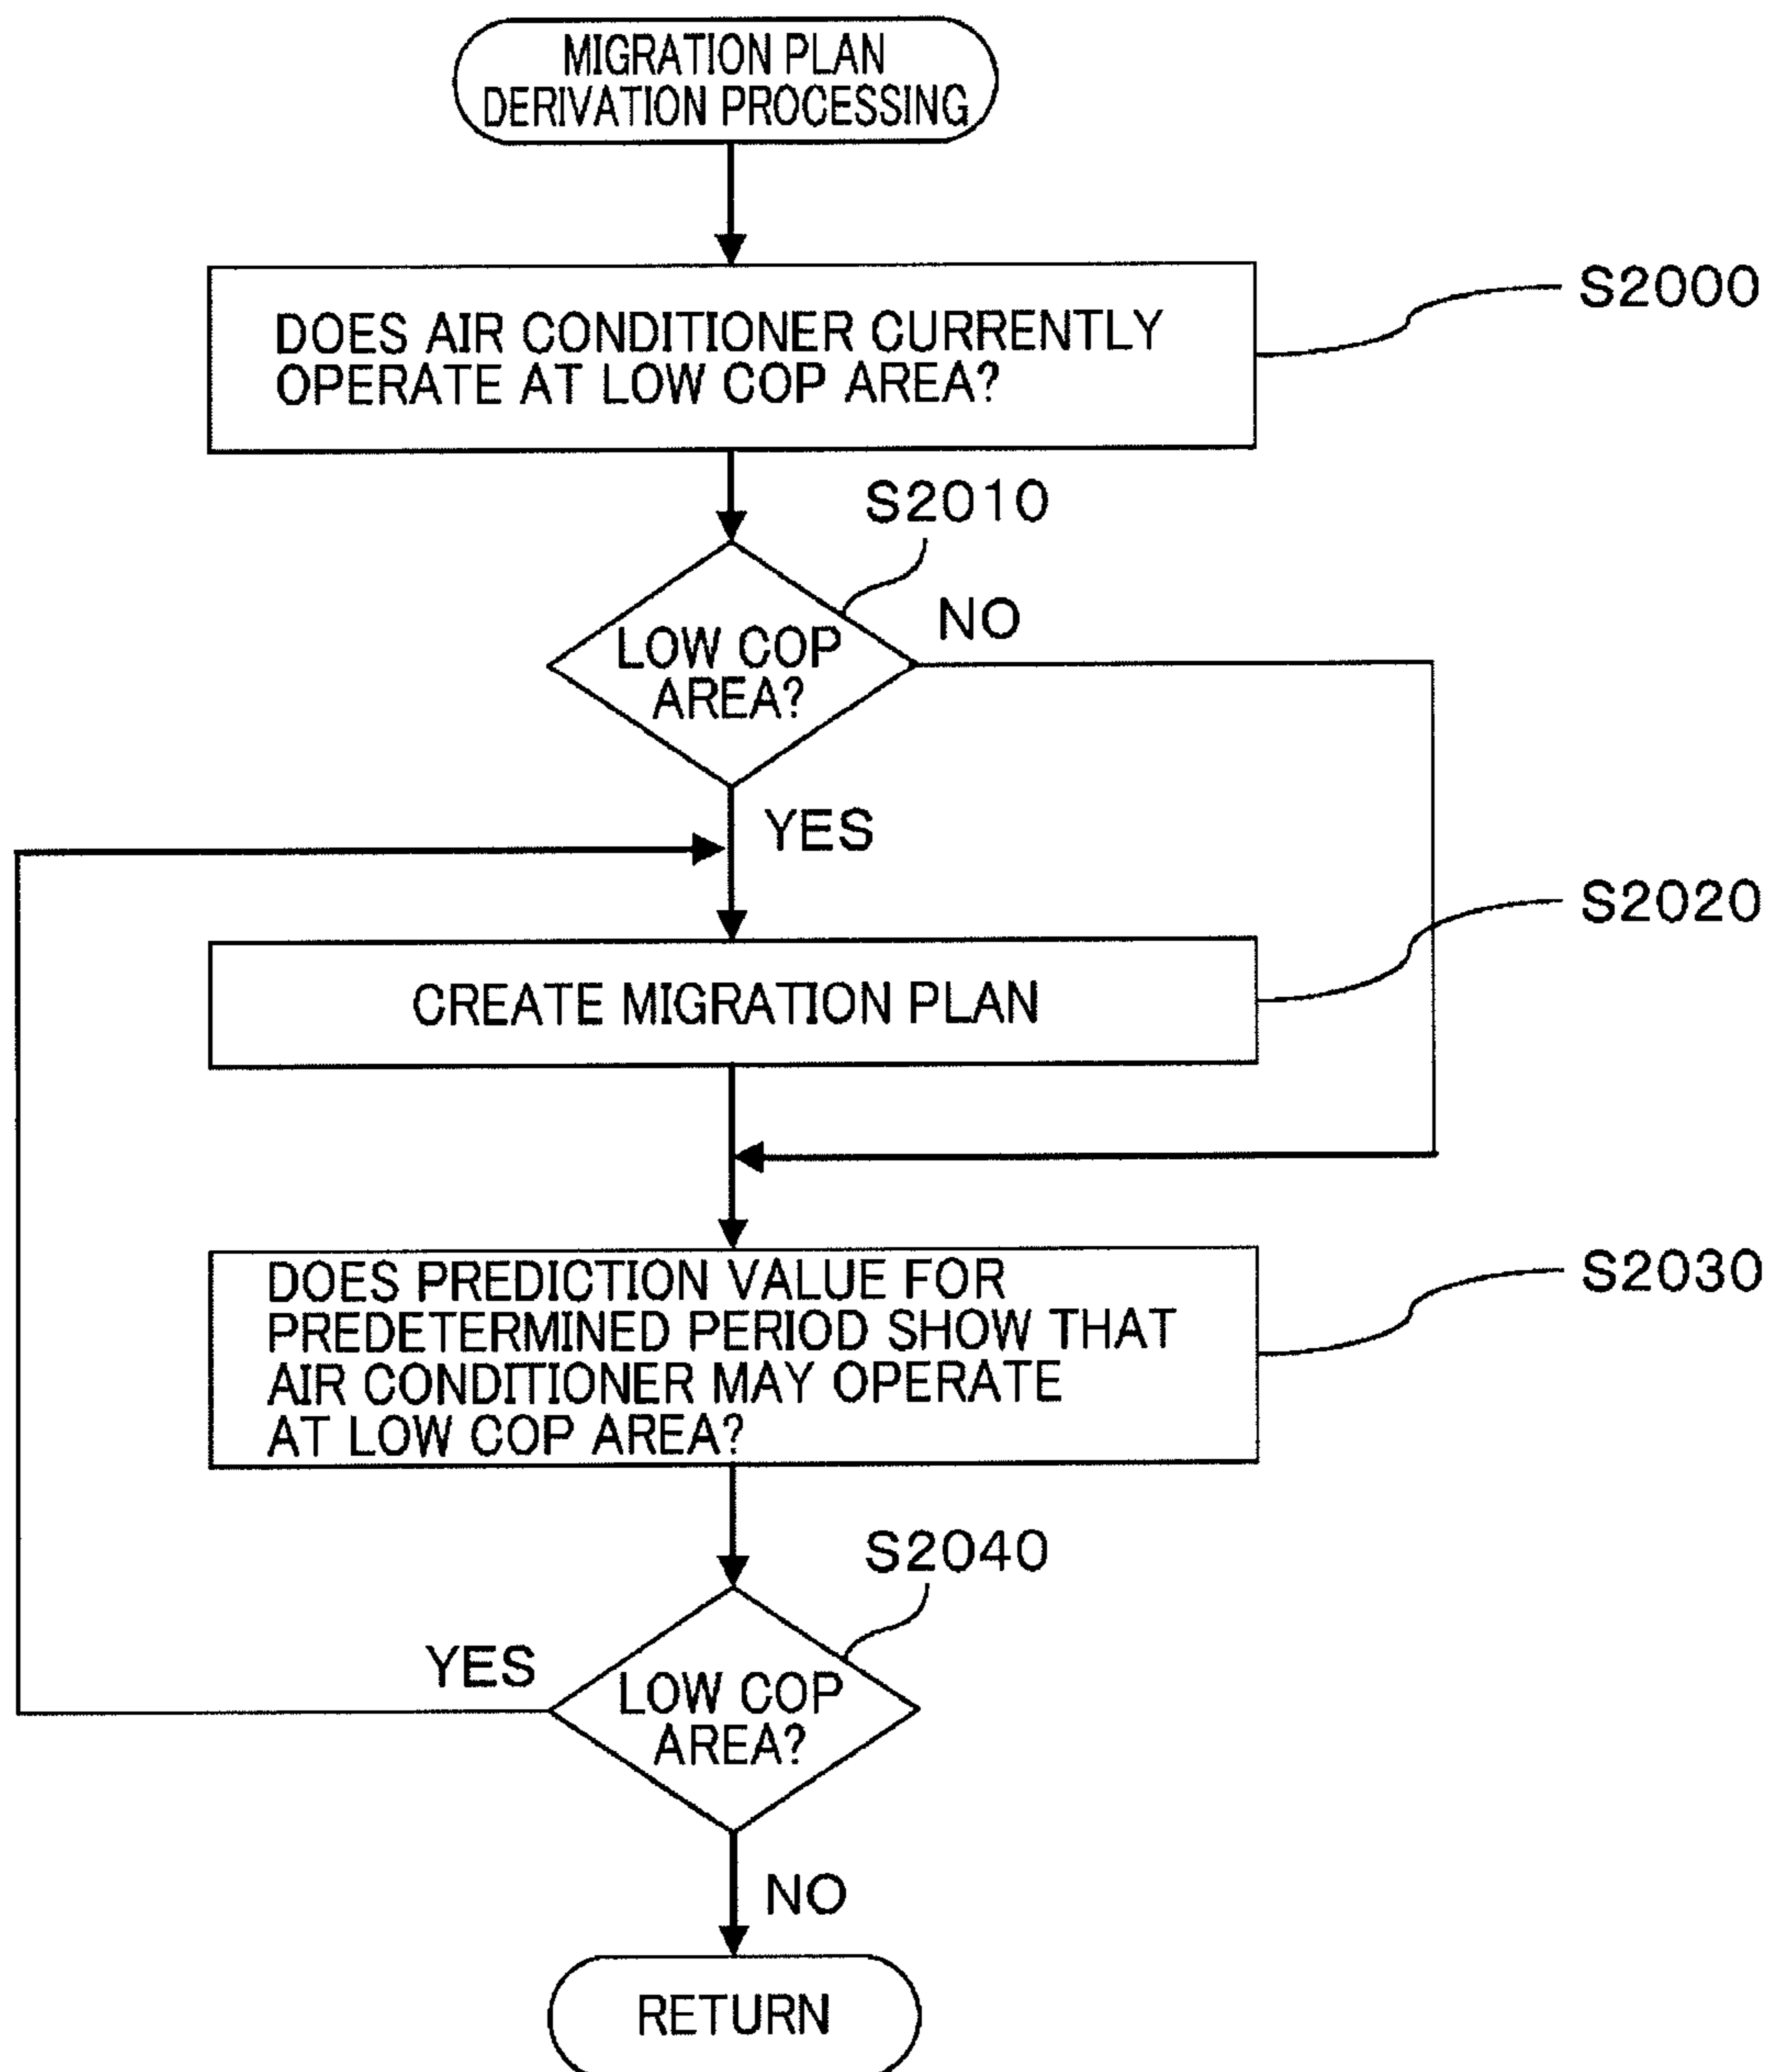 MIGRATION PLAN
DERIVATION PROCESSING
DOES AIR CONDITIONER CURRENTLY
OPERATE AT LOW COP AREA?
S2000
S2010
LOW COP
AREA?
NO
YES
CREATE MIGRATION PLAN
S2020
DOES PREDICTION VALUE FOR
PREDETERMINED PERIOD SHOW THAT
AIR CONDITIONER MAY OPERATE
AT LOW COP AREA?
S2030
S2040
LOW COP
AREA?
YES
NO
RETURN